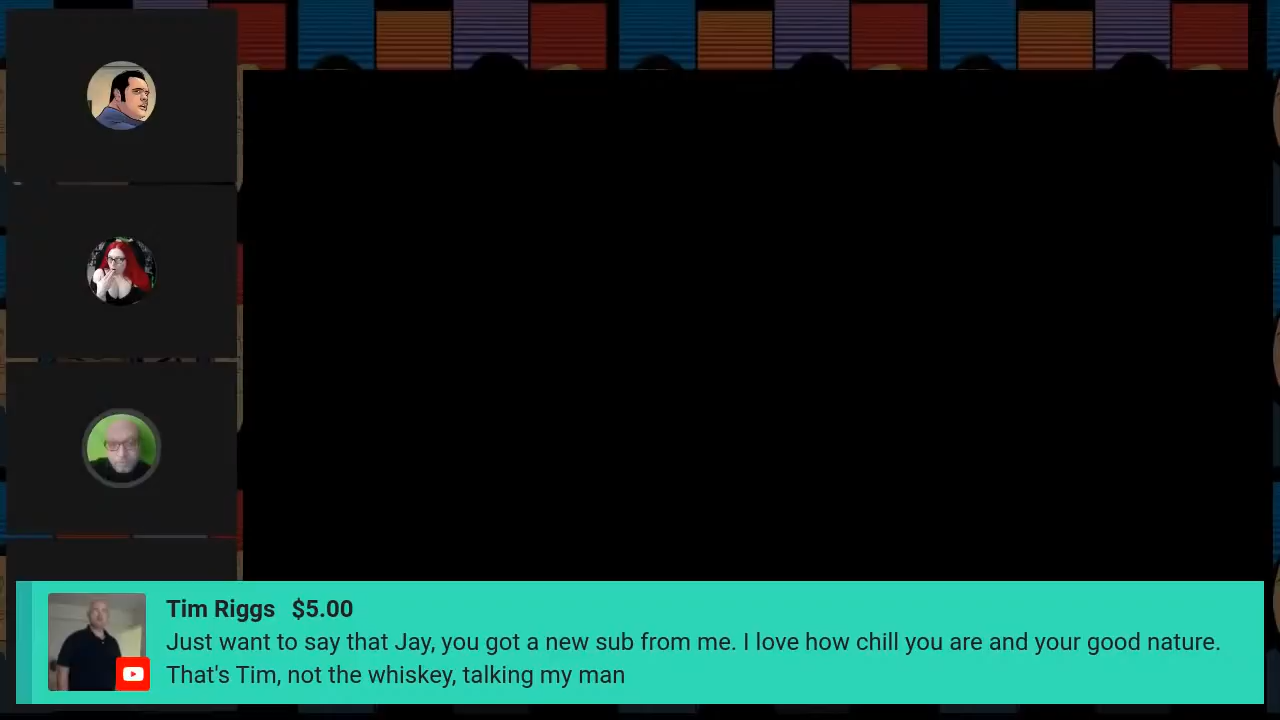 Tim Riggs $5.00
Just want to say that Jay, you got a new sub from me. I love how chill you are and your good nature.
That's Tim, not the whiskey, talking my man